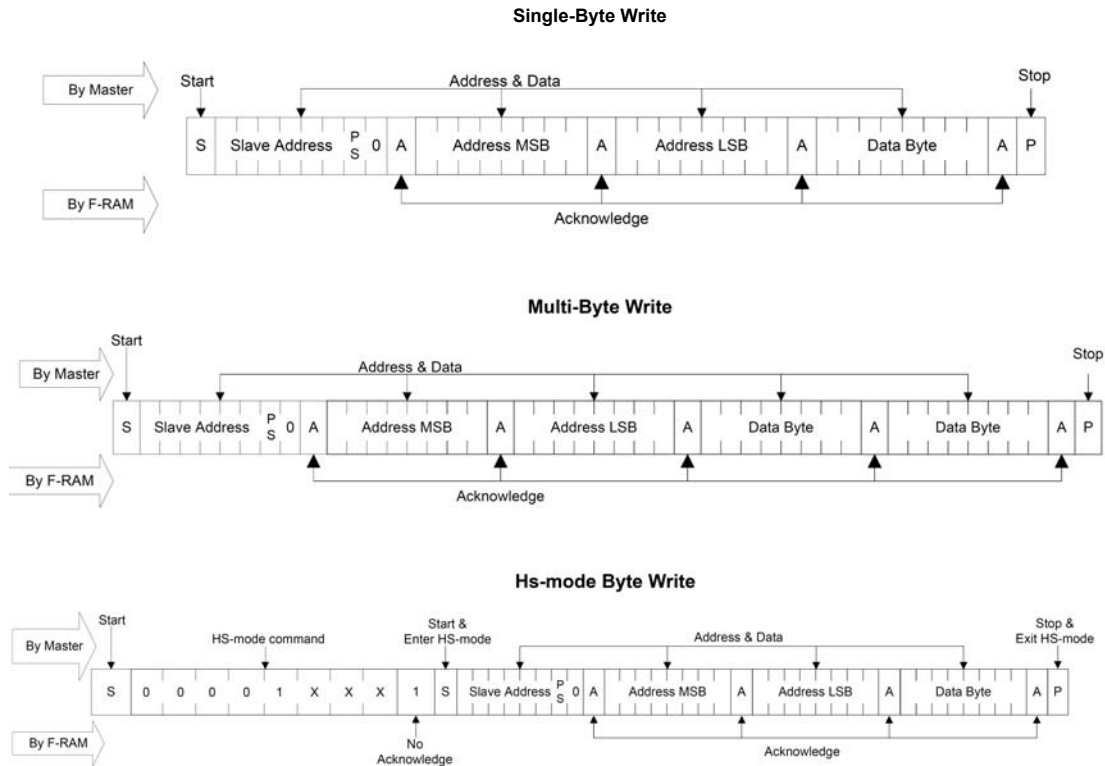 Single-Byte Write
Start Address & Data Stop
By Master
S Slave Address PS 0 A Address MSB A Address LSB A Data Byte A P
By F-RAM
Acknowledge
Multi-Byte Write
Start
By Master Address & Data Stop
S Slave Address PS 0 A Address MSB A Address LSB A Data Byte A Data Byte A P
By F-RAM
Acknowledge
Hs-mode Byte Write
Start Start & Stop &
By Master HS-mode command Enter HS-mode Address & Data Exit HS-mode
S 0 0 0 0 1 X X X 1 S Slave Address PS 0 A Address MSB A Address LSB A Data Byte A P
By F-RAM No
Acknowledge Acknowledge